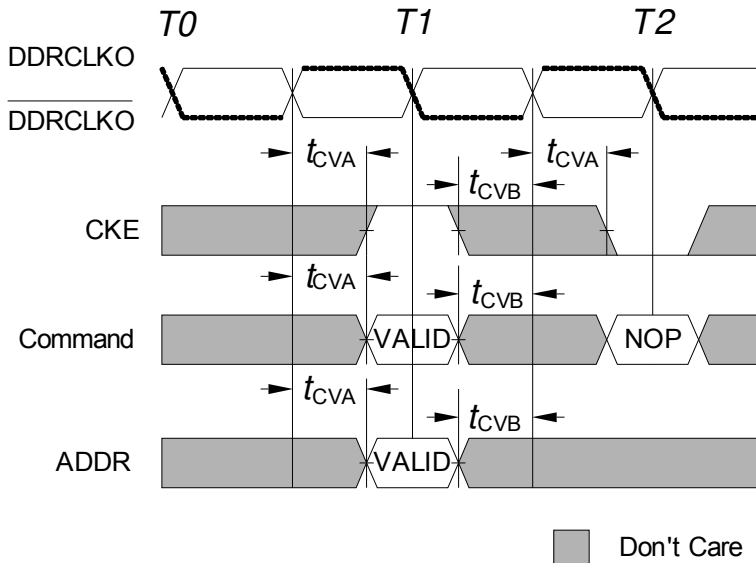 T0 T1 T2
DDRCLKO
DDRCLKO
tCVA tCVA
tCVB
CKE
tCVA
tCVB
Command VALID NOP
tCVA
tCVB
ADDR VALID
Don't Care